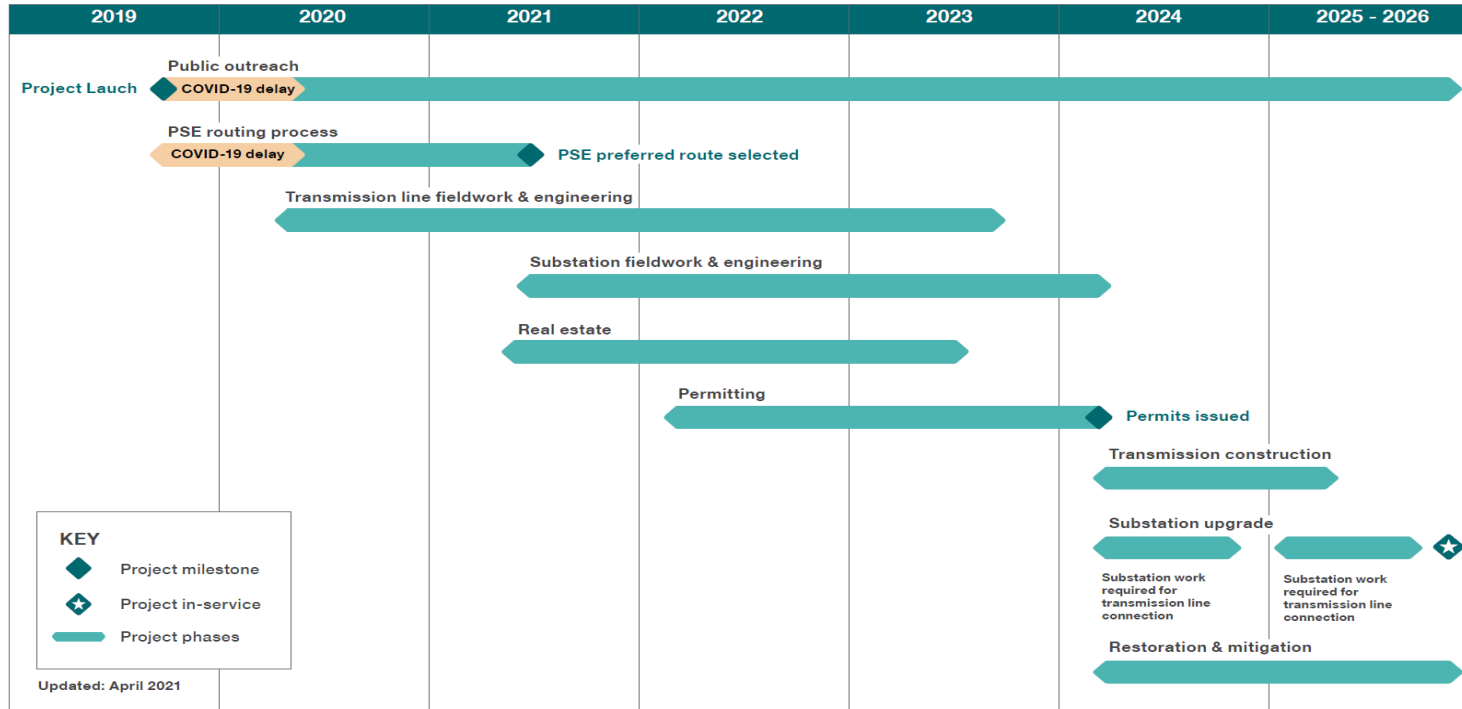 2019 2020 2021 2022 2023 2024 2025 - 2026
Public outreach
Project Lauch
COVID-19 delay
PSE routing process
COVID-19 delay
PSE preferred route selected
Transmission line fieldwork & engineering
Substation fieldwork & engineering
Real estate
Permitting
Permits issued
Transmission construction
Substation upgrade
Substation work
required for
transmission line
connection
Substation work
required for
transmission line
connection
Restoration & mitigation
KEY
Project milestone
Project in-service
Project phases
Updated: April 2021